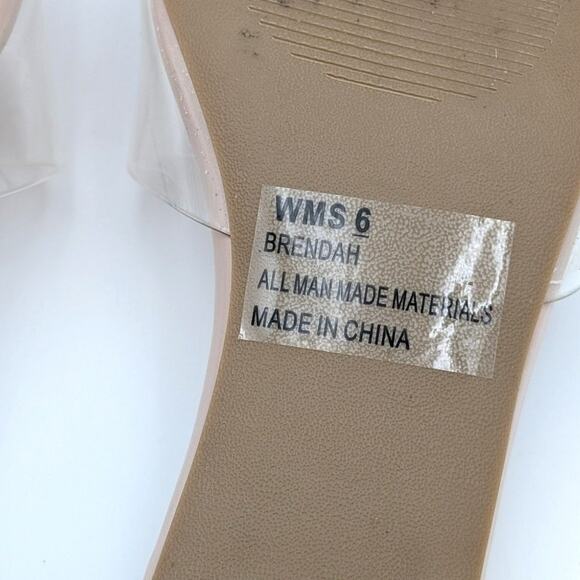 WMS 6
BRENDAH
ALL MAN MADE MATERIALS
MADE IN CHINA